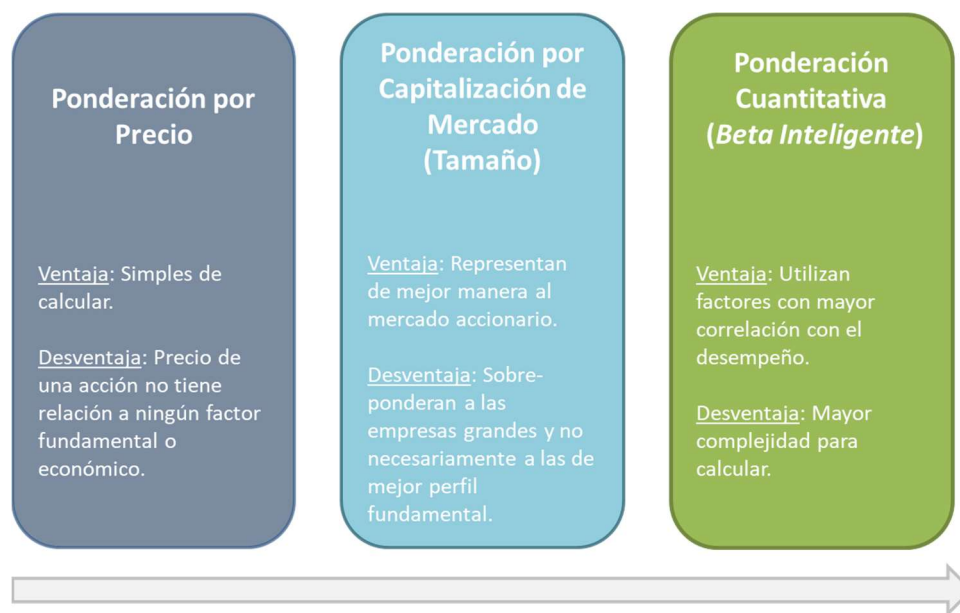 Ponderación por
Precio
Ventaja: Simples de
calcular.
Desventaja: Precio de
una acción no tiene
relación a ningún factor
fundamental o
económico.
Ponderación por
Capitalización de
Mercado
(Tamaño)
Ventaja: Representan
de mejor manera al
mercado accionario.
Desventaja: Sobre-
ponderan a las
empresas grandes y no
necesariamente a las de
mejor perfil
fundamental.
Ponderación
Cuantitativa
(Beta Inteligente)
Ventaja: Utilizan
factores con mayor
correlación con el
desempeño.
Desventaja: Mayor
complejidad para
calcular.